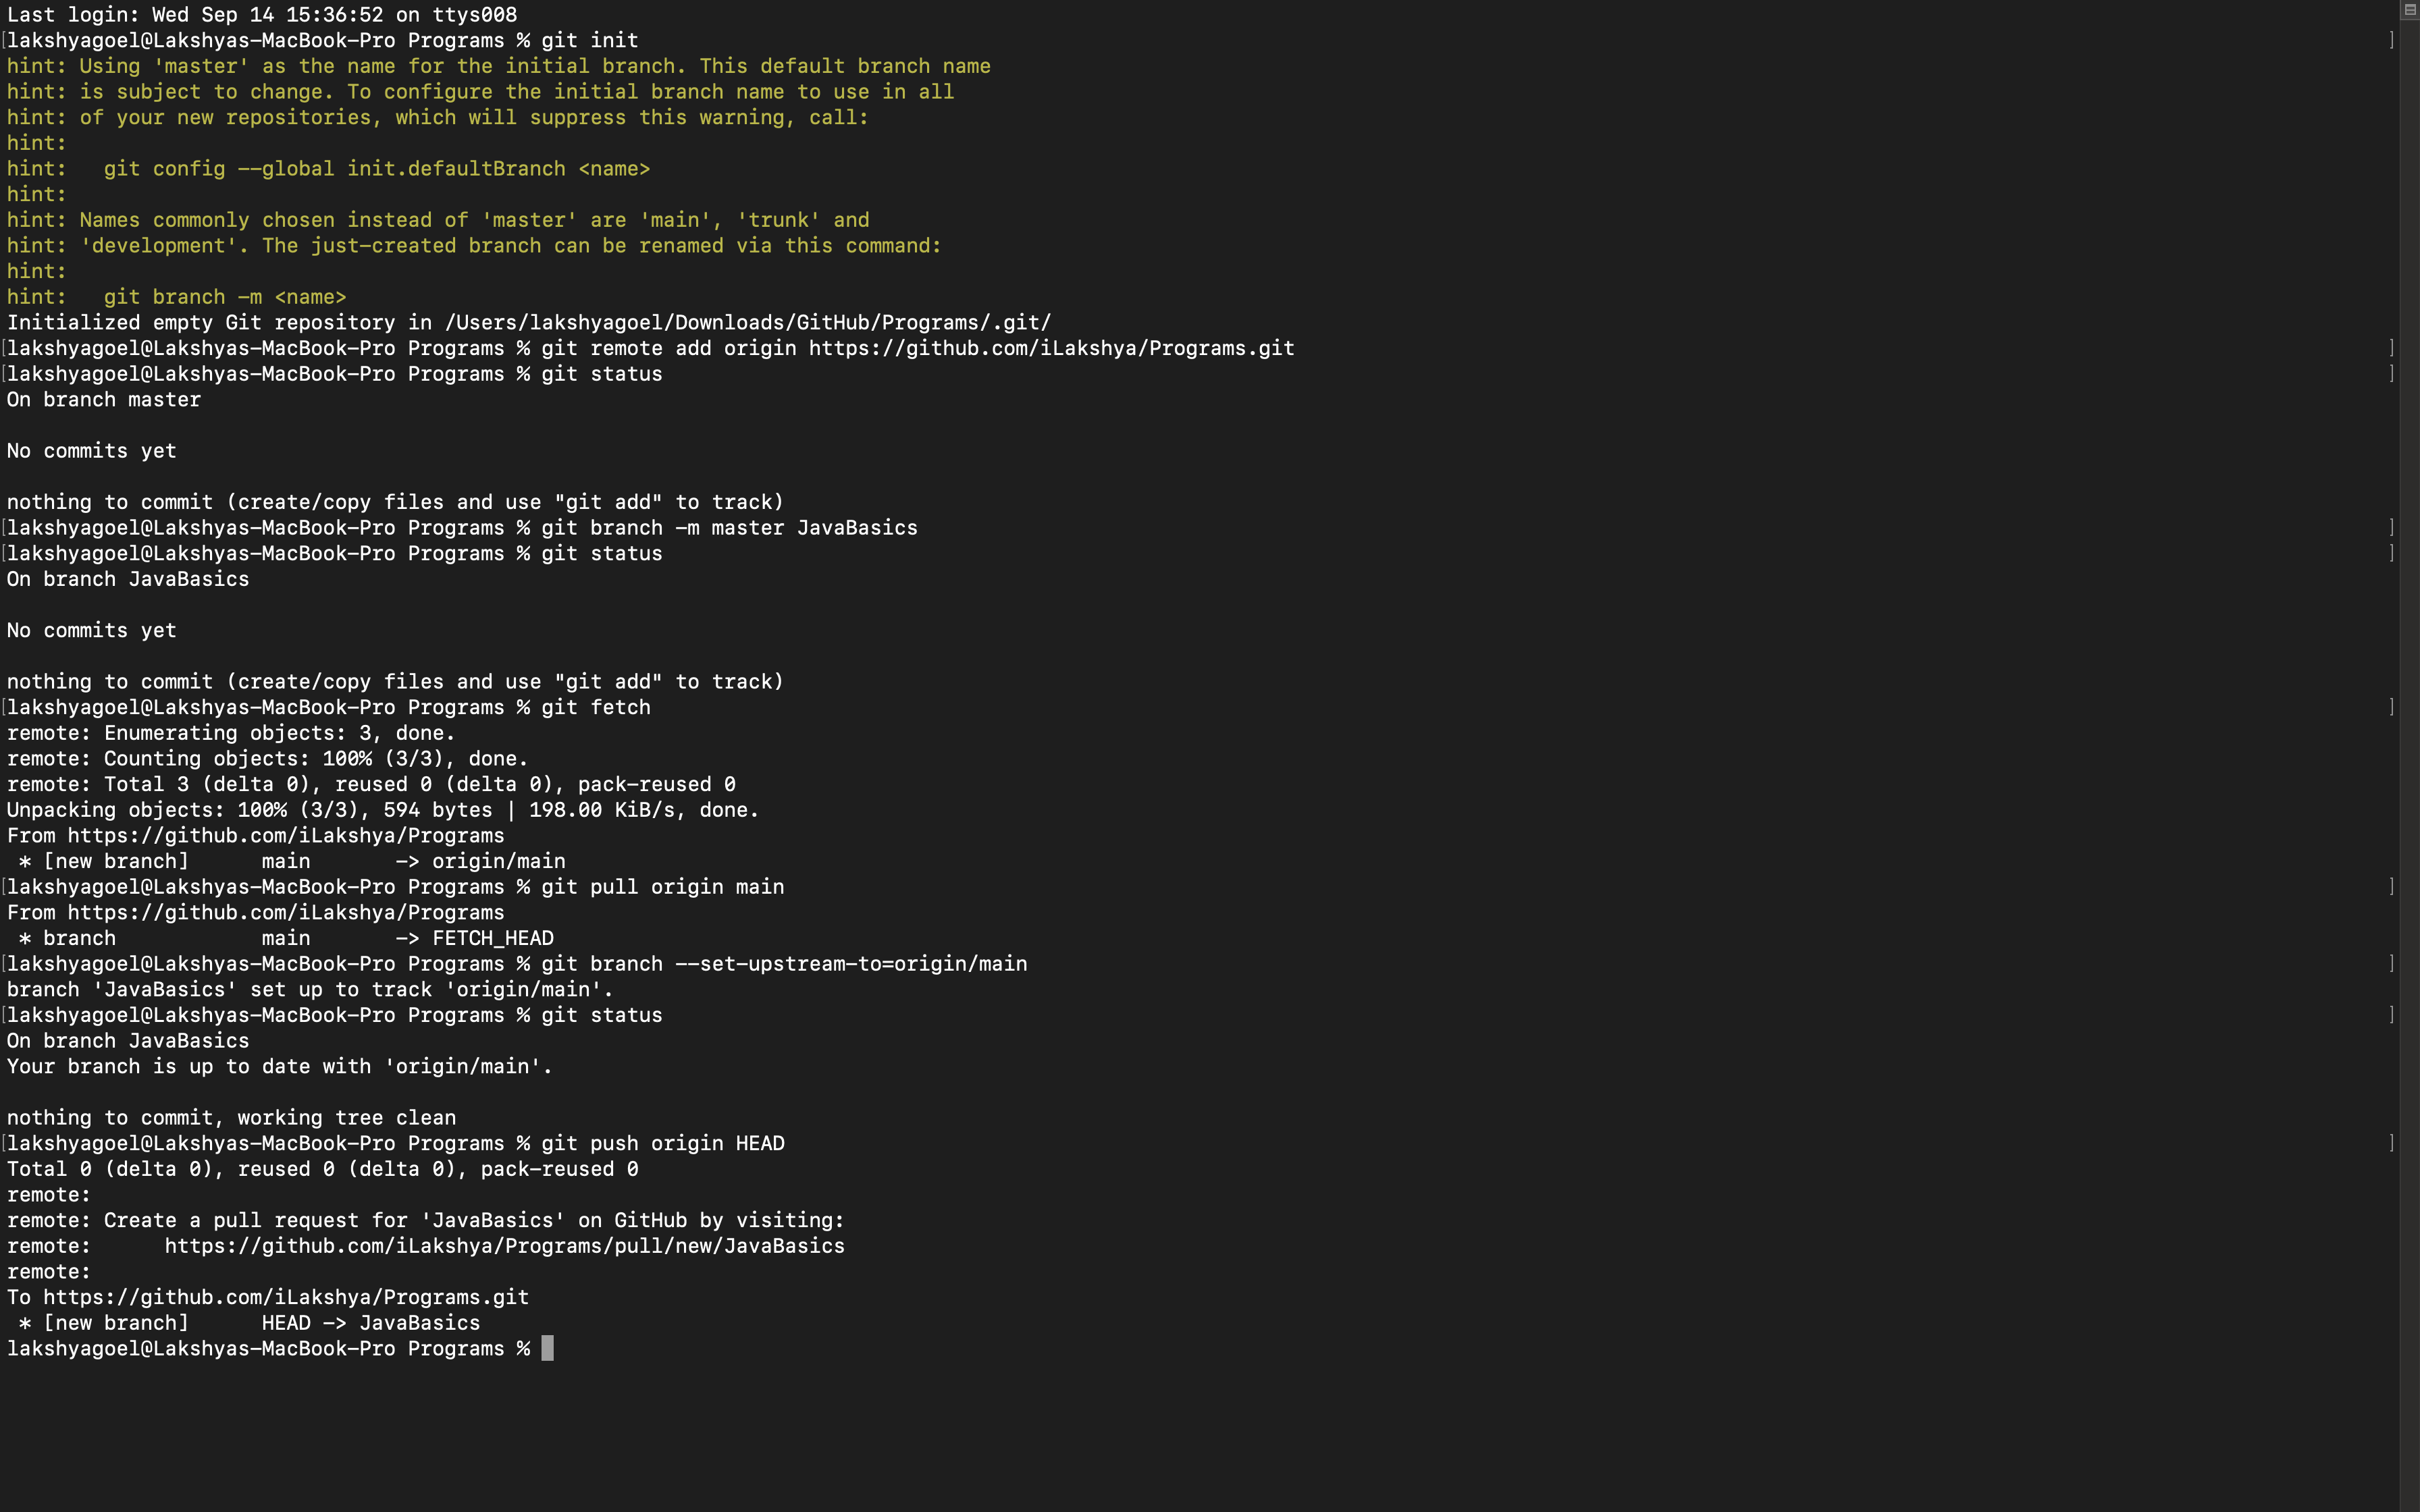 Last login: Wed Sep 14 15:36:52 on ttys008
[lakshyagoel@Lakshyas-MacBook-Pro Programs % git init ]
hint: Using 'master' as the name for the initial branch. This default branch name
hint: is subject to change. To configure the initial branch name to use in all
hint: of your new repositories, which will suppress this warning, call:
hint:
hint:   git config --global init.defaultBranch <name>
hint:
hint: Names commonly chosen instead of 'master' are 'main', 'trunk' and
hint: 'development'. The just-created branch can be renamed via this command:
hint:
hint:   git branch -m <name>
Initialized empty Git repository in /Users/lakshyagoel/Downloads/GitHub/Programs/.git/
[lakshyagoel@Lakshyas-MacBook-Pro Programs % git remote add origin https://github.com/iLakshya/Programs.git ]
[lakshyagoel@Lakshyas-MacBook-Pro Programs % git status ]
On branch master

No commits yet

nothing to commit (create/copy files and use "git add" to track)
[lakshyagoel@Lakshyas-MacBook-Pro Programs % git branch -m master JavaBasics ]
[lakshyagoel@Lakshyas-MacBook-Pro Programs % git status ]
On branch JavaBasics

No commits yet

nothing to commit (create/copy files and use "git add" to track)
[lakshyagoel@Lakshyas-MacBook-Pro Programs % git fetch ]
remote: Enumerating objects: 3, done.
remote: Counting objects: 100% (3/3), done.
remote: Total 3 (delta 0), reused 0 (delta 0), pack-reused 0
Unpacking objects: 100% (3/3), 594 bytes | 198.00 KiB/s, done.
From https://github.com/iLakshya/Programs
 * [new branch]      main       -> origin/main
[lakshyagoel@Lakshyas-MacBook-Pro Programs % git pull origin main ]
From https://github.com/iLakshya/Programs
 * branch            main       -> FETCH_HEAD
[lakshyagoel@Lakshyas-MacBook-Pro Programs % git branch --set-upstream-to=origin/main ]
branch 'JavaBasics' set up to track 'origin/main'.
[lakshyagoel@Lakshyas-MacBook-Pro Programs % git status ]
On branch JavaBasics
Your branch is up to date with 'origin/main'.

nothing to commit, working tree clean
[lakshyagoel@Lakshyas-MacBook-Pro Programs % git push origin HEAD ]
Total 0 (delta 0), reused 0 (delta 0), pack-reused 0
remote:
remote: Create a pull request for 'JavaBasics' on GitHub by visiting:
remote:      https://github.com/iLakshya/Programs/pull/new/JavaBasics
remote:
To https://github.com/iLakshya/Programs.git
 * [new branch]      HEAD -> JavaBasics
lakshyagoel@Lakshyas-MacBook-Pro Programs %